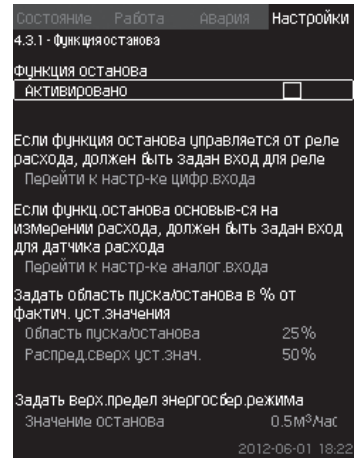 Состояние Работа Авария Настройки
4.3.1 - Функция останова
Функция останова
Активировано
Если функция останова управляется от реле
расхода, должен быть задан вход для реле
Перейти к настр-ке цифр.входа
Если функц.останова основыв-ся на
измерении расхода, должен быть задан вход
для датчика расхода
Перейти к настр-ке аналог.входа
Задать область пуска/останова в % от
фактич. уст.значения
Область пуска/останова 25%
Распред.сверх уст.знач. 50%
Задать верх.предел энергосбер.режима
Значение останова 0.5м³/час
2012-06-01 18:22